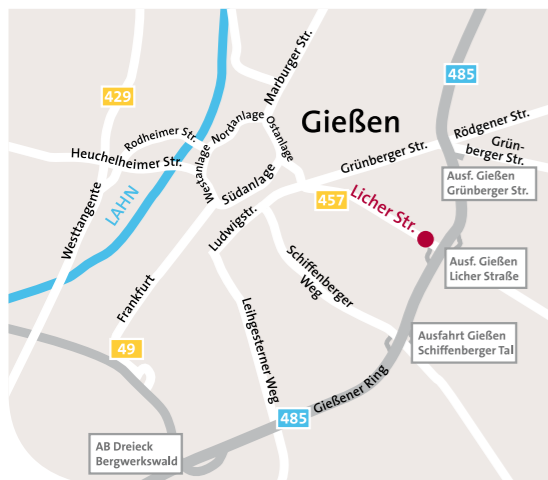 485
429
Marburger Str.
Nordanlage
Ostanlage
Gießen
Rödgener Str.
Grün-
berger Str.
Rodheimer Str.
Heuchelheimer Str.
Westanlage
Südanlage
Grünberger Str.
Ausf. Gießen
Grünberger Str.
LAHN
Westtangente
457
Licher Str.
Ludwigstr.
Schiffenberger
Weg
Ausf. Gießen
Licher Straße
Frankfurt
49
Leihgesterner Weg
Ausfahrt Gießen
Schiffenberger Tal
Gießener Ring
485
AB Dreieck
Bergwerkswald